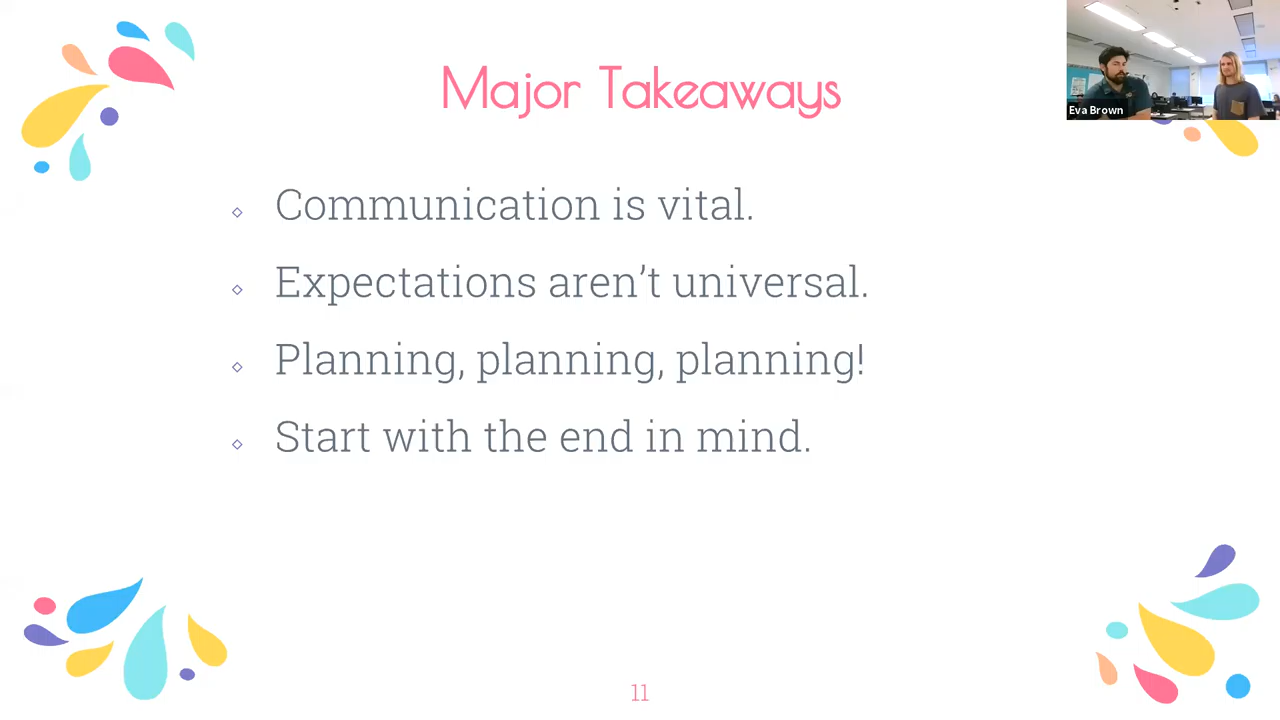 Major Takeaways
Eva Brown
Communication is vital.
Expectations aren’t universal.
Planning, planning, planning!
Start with the end in mind.
11